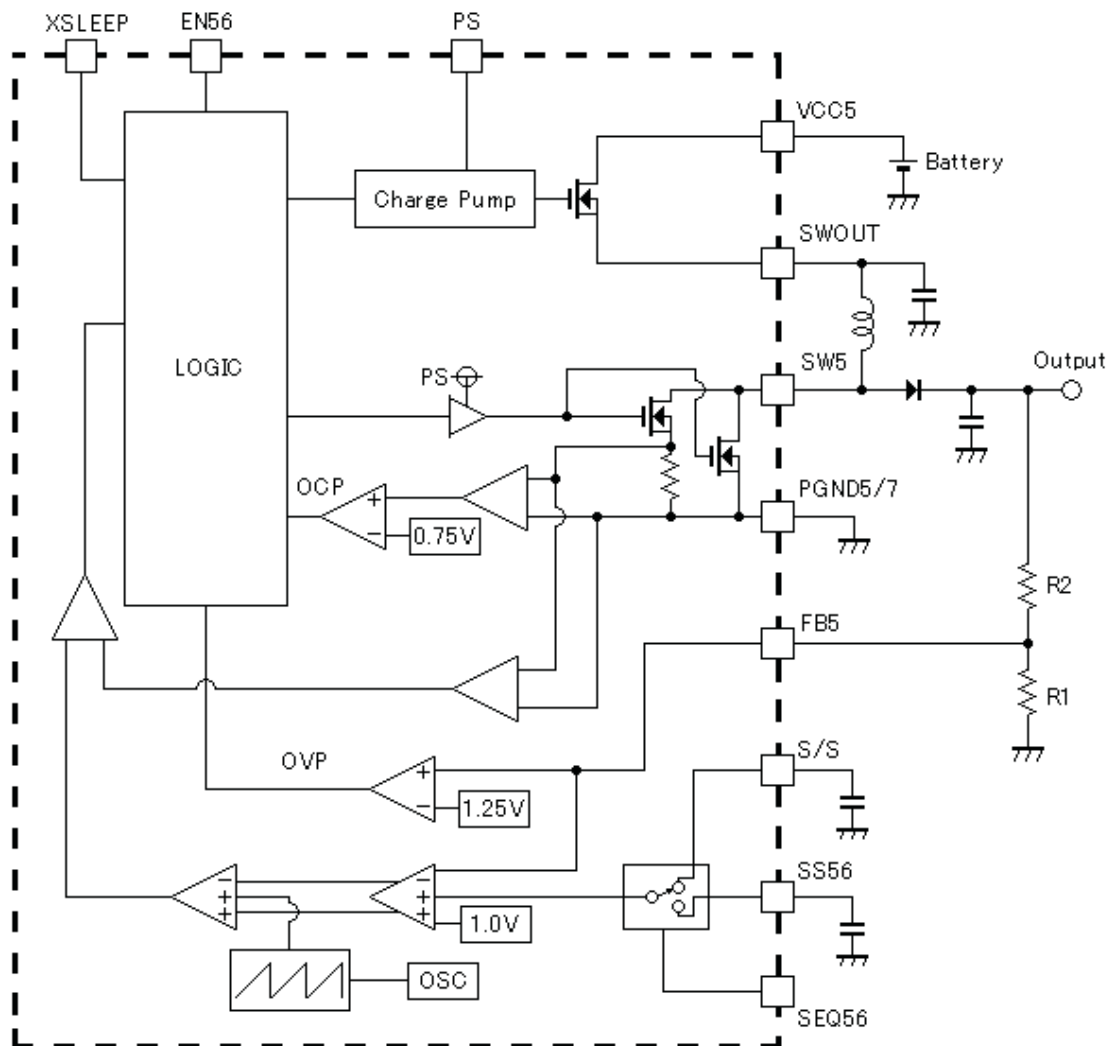 XSLEEP EN56 PS
VCC5
Battery
Charge Pump
SWOUT
LOGIC
PS
SW5
Output
OCP
+
−
0.75V
PGND5/7
R2
FB5
R1
S/S
OVP
+
−
1.25V
SS56
−
+
+
−
+
+
1.0V
OSC
SEQ56